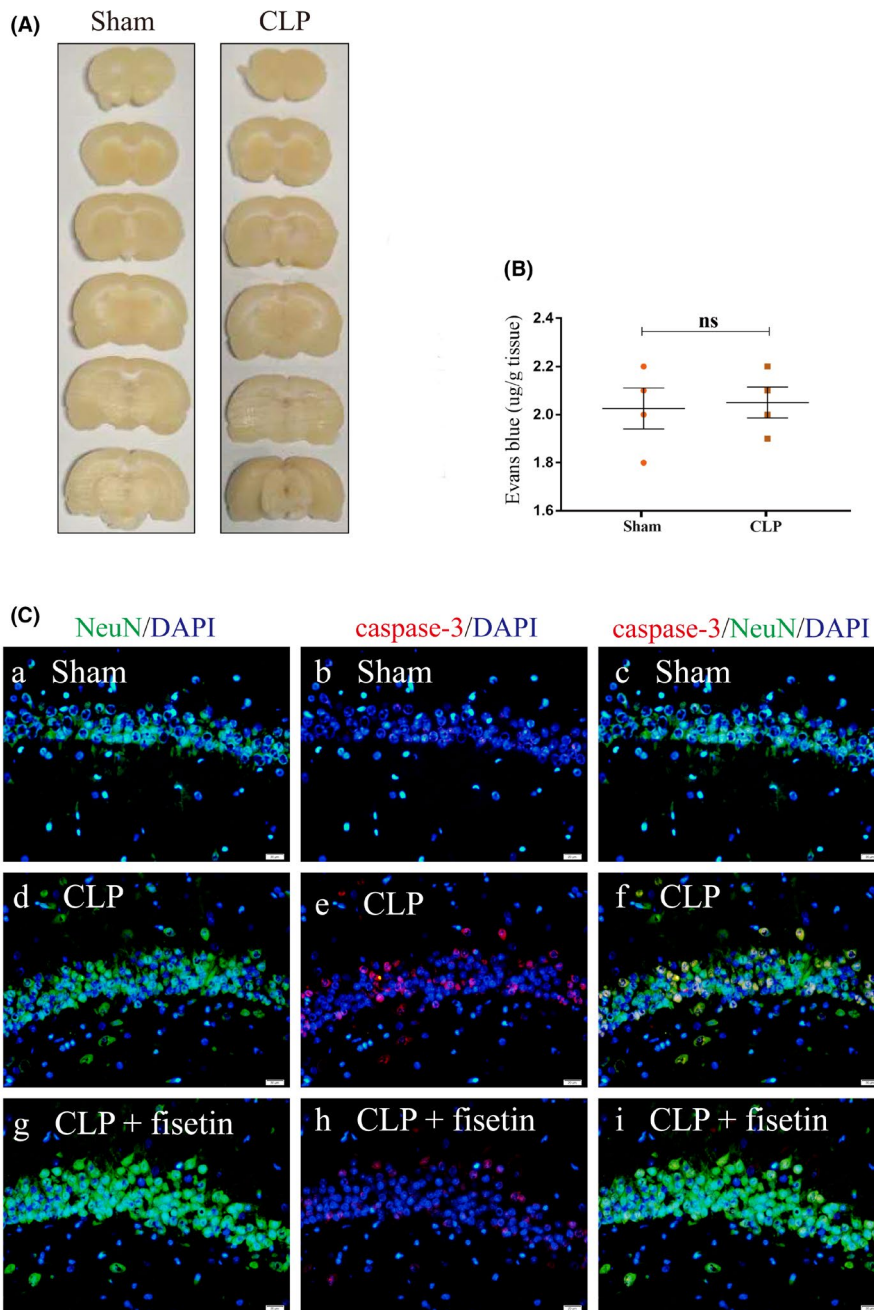 (A)
Sham CLP
(B)
ns
Evans blue (ug/g tissue)
2.4
2.2
2.0
1.8
1.6
Sham CLP
(C)
NeuN/DAPI caspase-3/DAPI caspase-3/NeuN/DAPI
a Sham b Sham c Sham
d CLP e CLP f CLP
g CLP + fisetin h CLP + fisetin i CLP + fisetin